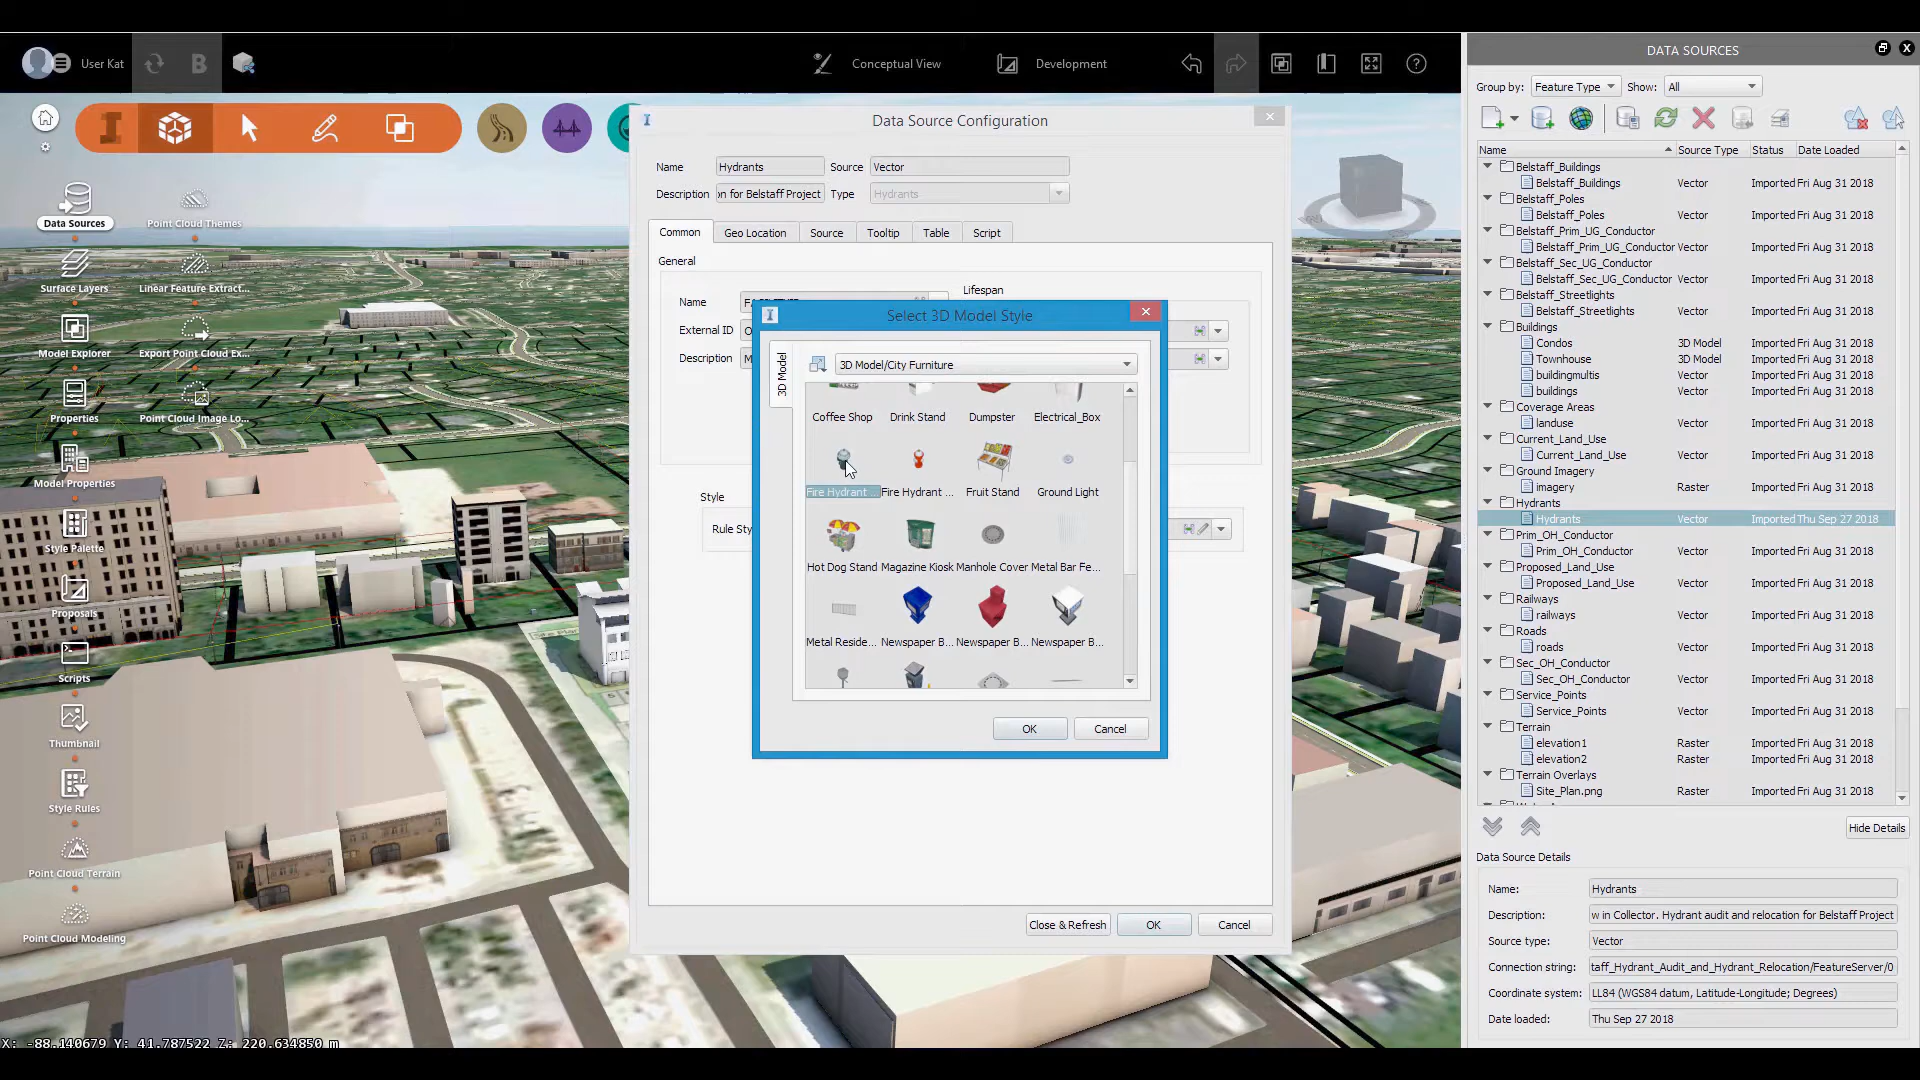 User Kat
Conceptual View
Development
DATA SOURCES
Group by: Feature Type Show: All
Name Source Type Status Date Loaded
Belstaff_Buildings
Belstaff_Buildings Vector Imported Fri Aug 31 2018
Belstaff_Poles
Belstaff_Poles Vector Imported Fri Aug 31 2018
Belstaff_Prim_UG_Conductor
Belstaff_Prim_UG_Conductor Vector Imported Fri Aug 31 2018
Belstaff_Sec_UG_Conductor
Belstaff_Sec_UG_Conductor Vector Imported Fri Aug 31 2018
Belstaff_Streetlights
Belstaff_Streetlights Vector Imported Fri Aug 31 2018
Buildings
Condos 3D Model Imported Fri Aug 31 2018
Townhouse 3D Model Imported Fri Aug 31 2018
buildingmultis Vector Imported Fri Aug 31 2018
buildings Vector Imported Fri Aug 31 2018
Coverage Areas
landuse Vector Imported Fri Aug 31 2018
Current_Land_Use
Current_Land_Use Vector Imported Fri Aug 31 2018
Ground Imagery
imagery Raster Imported Fri Aug 31 2018
Hydrants
Hydrants Vector Imported Thu Sep 27 2018
Prim_OH_Conductor
Prim_OH_Conductor Vector Imported Fri Aug 31 2018
Proposed_Land_Use
Proposed_Land_Use Vector Imported Fri Aug 31 2018
Railways
railways Vector Imported Fri Aug 31 2018
Roads
roads Vector Imported Fri Aug 31 2018
Sec_OH_Conductor
Sec_OH_Conductor Vector Imported Fri Aug 31 2018
Service_Points
Service_Points Vector Imported Fri Aug 31 2018
Terrain
elevation1 Raster Imported Fri Aug 31 2018
elevation2 Raster Imported Fri Aug 31 2018
Terrain Overlays
Site_Plan.png Raster Imported Fri Aug 31 2018
Hide Details
Data Source Details
Name: Hydrants
Description: w in Collector. Hydrant audit and relocation for Belstaff Project
Source type: Vector
Connection string: taff_Hydrant_Audit_and_Hydrant_Relocation/FeatureServer/0
Coordinate system: LL84 (WGS84 datum, Latitude-Longitude; Degrees)
Date loaded: Thu Sep 27 2018
Data Sources
Surface Layers
Model Explorer
Properties
Model Properties
Style Palette
Proposals
Scripts
Thumbnail
Style Rules
Point Cloud Terrain
Point Cloud Modeling
Point Cloud Themes
Linear Feature Extract...
Export Point Cloud Ex...
Point Cloud Image Lo...
Data Source Configuration
Name Hydrants Source Vector
Description on for Belstaff Project Type Hydrants
Common Geo Location Source Tooltip Table Script
General
Lifespan
Name
External ID O
Description M
Style
Rule Sty
Close & Refresh OK Cancel
Select 3D Model Style
3D Model
3D Model/City Furniture
Coffee Shop Drink Stand Dumpster Electrical_Box
Fire Hydrant ... Fire Hydrant ... Fruit Stand Ground Light
Hot Dog Stand Magazine Kiosk Manhole Cover Metal Bar Fe...
Metal Reside... Newspaper B... Newspaper B... Newspaper B...
OK Cancel
X: -88.140679 Y: 41.787522 Z: 220.634850 m